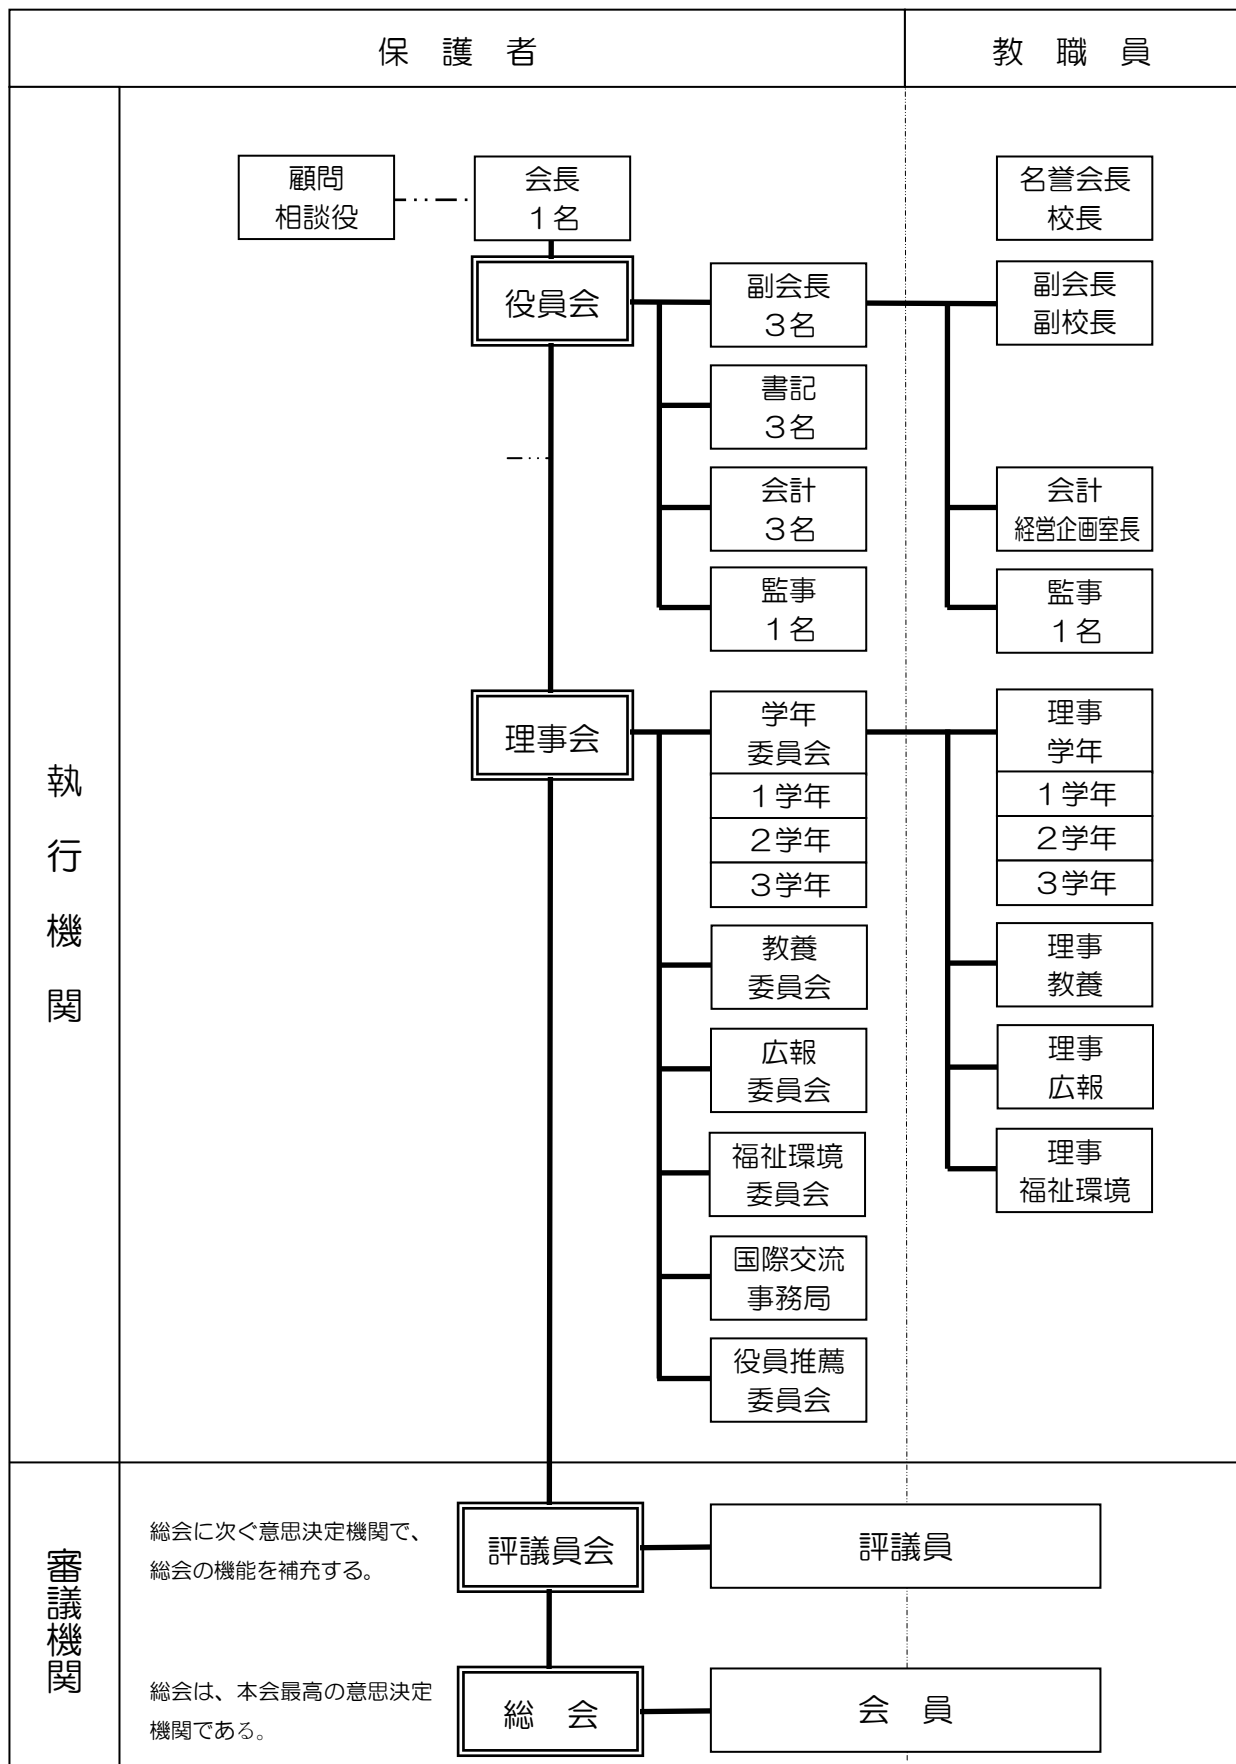 保 護 者
教 職 員
執行機関
顧問
相談役
会長
1名
名誉会長
校長
役員会
副会長
3名
副会長
副校長
書記
3名
会計
3名
会計
経営企画室長
監事
1名
監事
1名
理事会
学年
委員会
1学年
2学年
3学年
理事
学年
1学年
2学年
3学年
教養
委員会
理事
教養
広報
委員会
理事
広報
福祉環境
委員会
理事
福祉環境
国際交流
事務局
役員推薦
委員会
審議機関
総会に次ぐ意思決定機関で、
総会の機能を補充する。
評議員会
評議員
総会は、本会最高の意思決定
機関である。
総 会
会 員